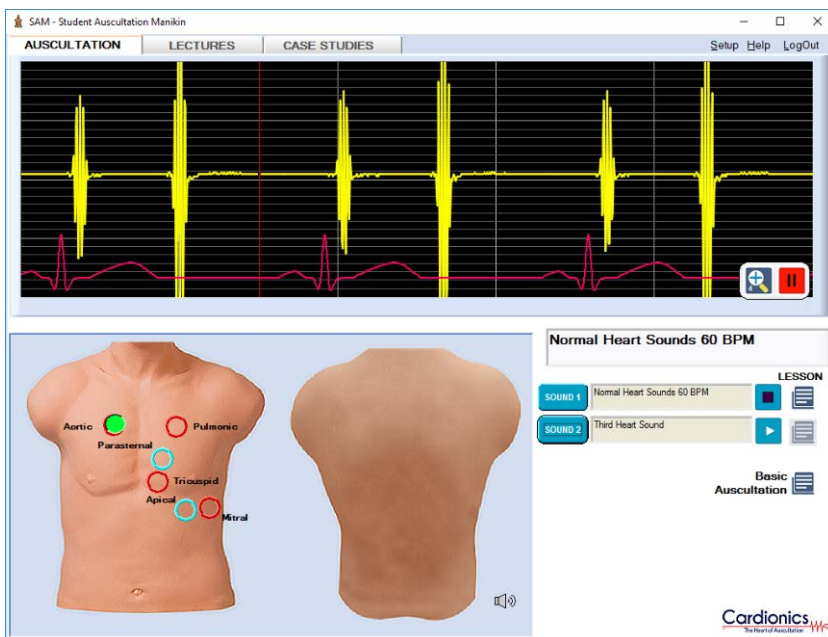 SAM - Student Auscultation Manikin
AUSCULTATION LECTURES CASE STUDIES Setup Help LogOut
Normal Heart Sounds 60 BPM
LESSON
SOUND 1 Normal Heart Sounds 60 BPM
SOUND 2 Third Heart Sound
Aortic Pulmonic
Parasternal
Tricuspid
Apical
Mitral
Basic
Auscultation
Cardionics
The Heart of Auscultation